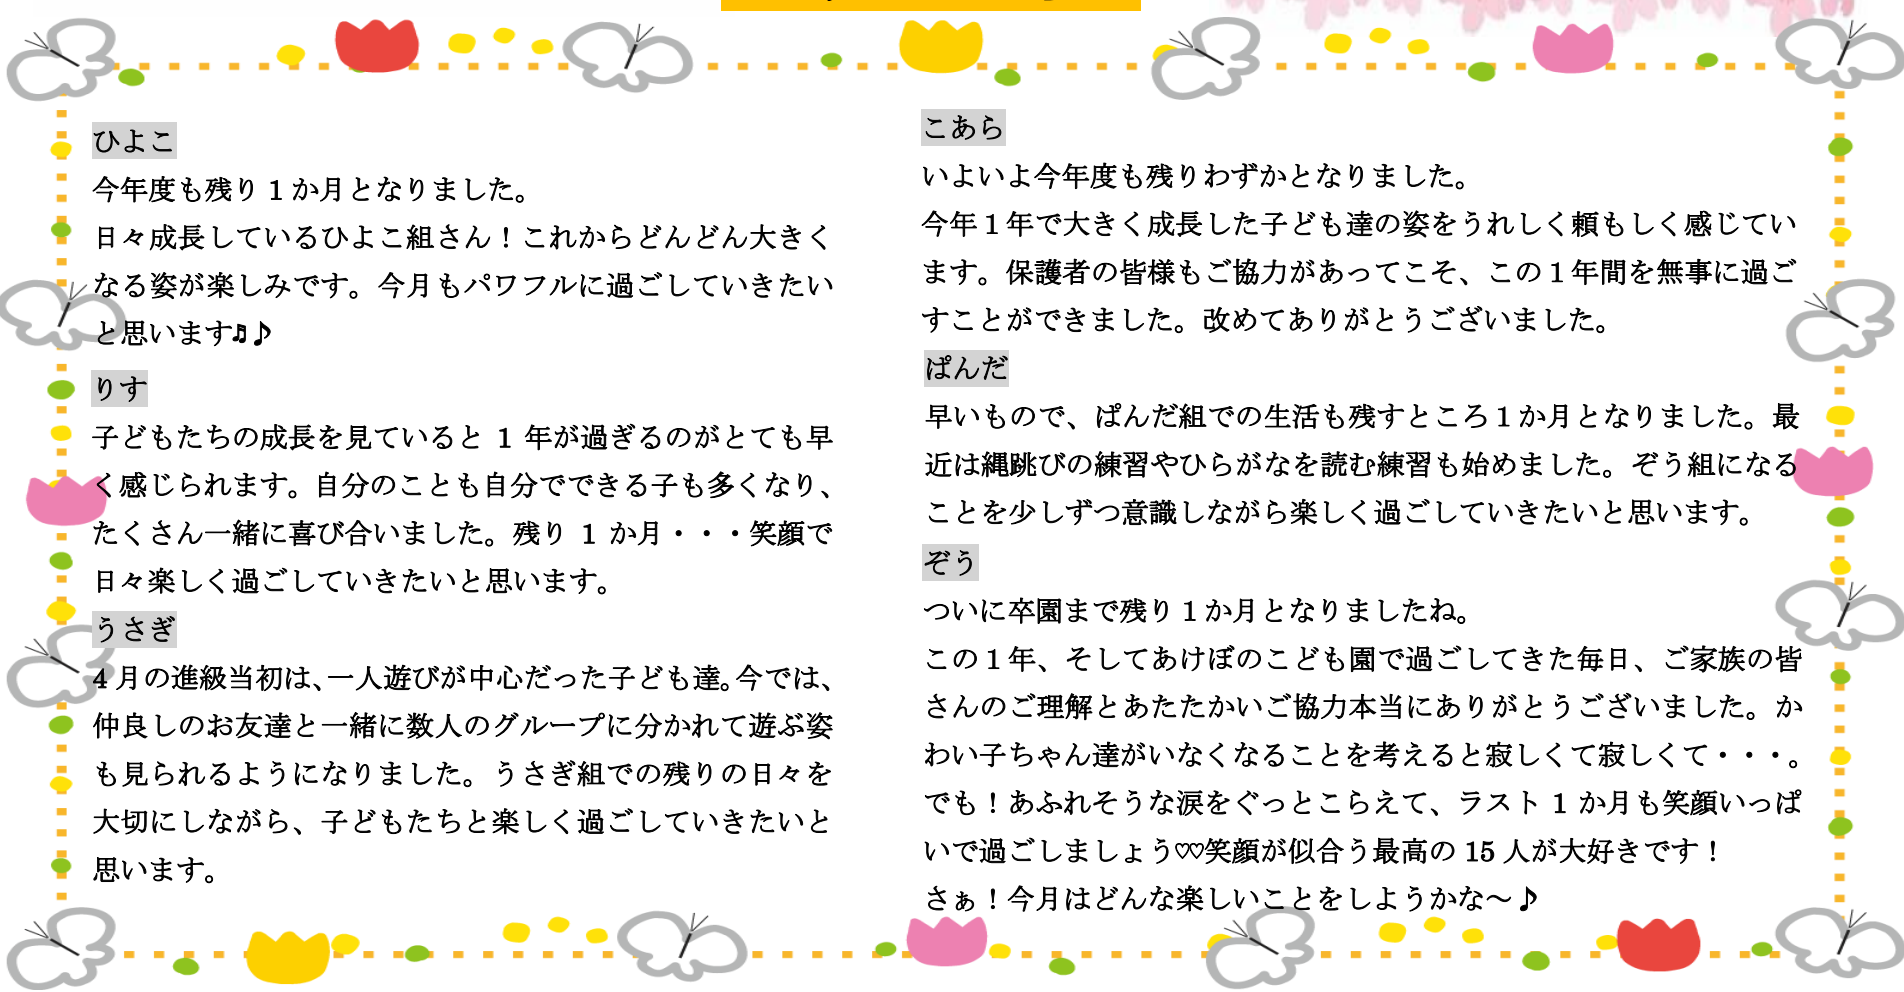 ひよこ
今年度も残り 1 か月となりました。
日々成長しているひよこ組さん！これからどんどん大きく
なる姿が楽しみです。今月もパワフルに過ごしていきたい
と思います♬♪
りす
子どもたちの成長を見ていると 1 年が過ぎるのがとても早
く感じられます。自分のことも自分でできる子も多くなり、
たくさん一緒に喜び合いました。残り 1 か月・・・笑顔で
日々楽しく過ごしていきたいと思います。
うさぎ
4 月の進級当初は、一人遊びが中心だった子ども達。今では、
仲良しのお友達と一緒に数人のグループに分かれて遊ぶ姿
も見られるようになりました。うさぎ組での残りの日々を
大切にしながら、子どもたちと楽しく過ごしていきたいと
思います。
こあら
いよいよ今年度も残りわずかとなりました。
今年１年で大きく成長した子ども達の姿をうれしく頼もしく感じてい
ます。保護者の皆様もご協力があってこそ、この１年間を無事に過ご
すことができました。改めてありがとうございました。
ぱんだ
早いもので、ぱんだ組での生活も残すところ１か月となりました。最
近は縄跳びの練習やひらがなを読む練習も始めました。ぞう組になる
ことを少しずつ意識しながら楽しく過ごしていきたいと思います。
ぞう
ついに卒園まで残り１か月となりましたね。
この１年、そしてあけぼのこども園で過ごしてきた毎日、ご家族の皆
さんのご理解とあたたかいご協力本当にありがとうございました。か
わい子ちゃん達がいなくなることを考えると寂しくて寂しくて・・・。
でも！あふれそうな涙をぐっとこらえて、ラスト 1 か月も笑顔いっぱ
いで過ごしましょう♡♡笑顔が似合う最高の 15 人が大好きです！
さぁ！今月はどんな楽しいことをしようかな～♪